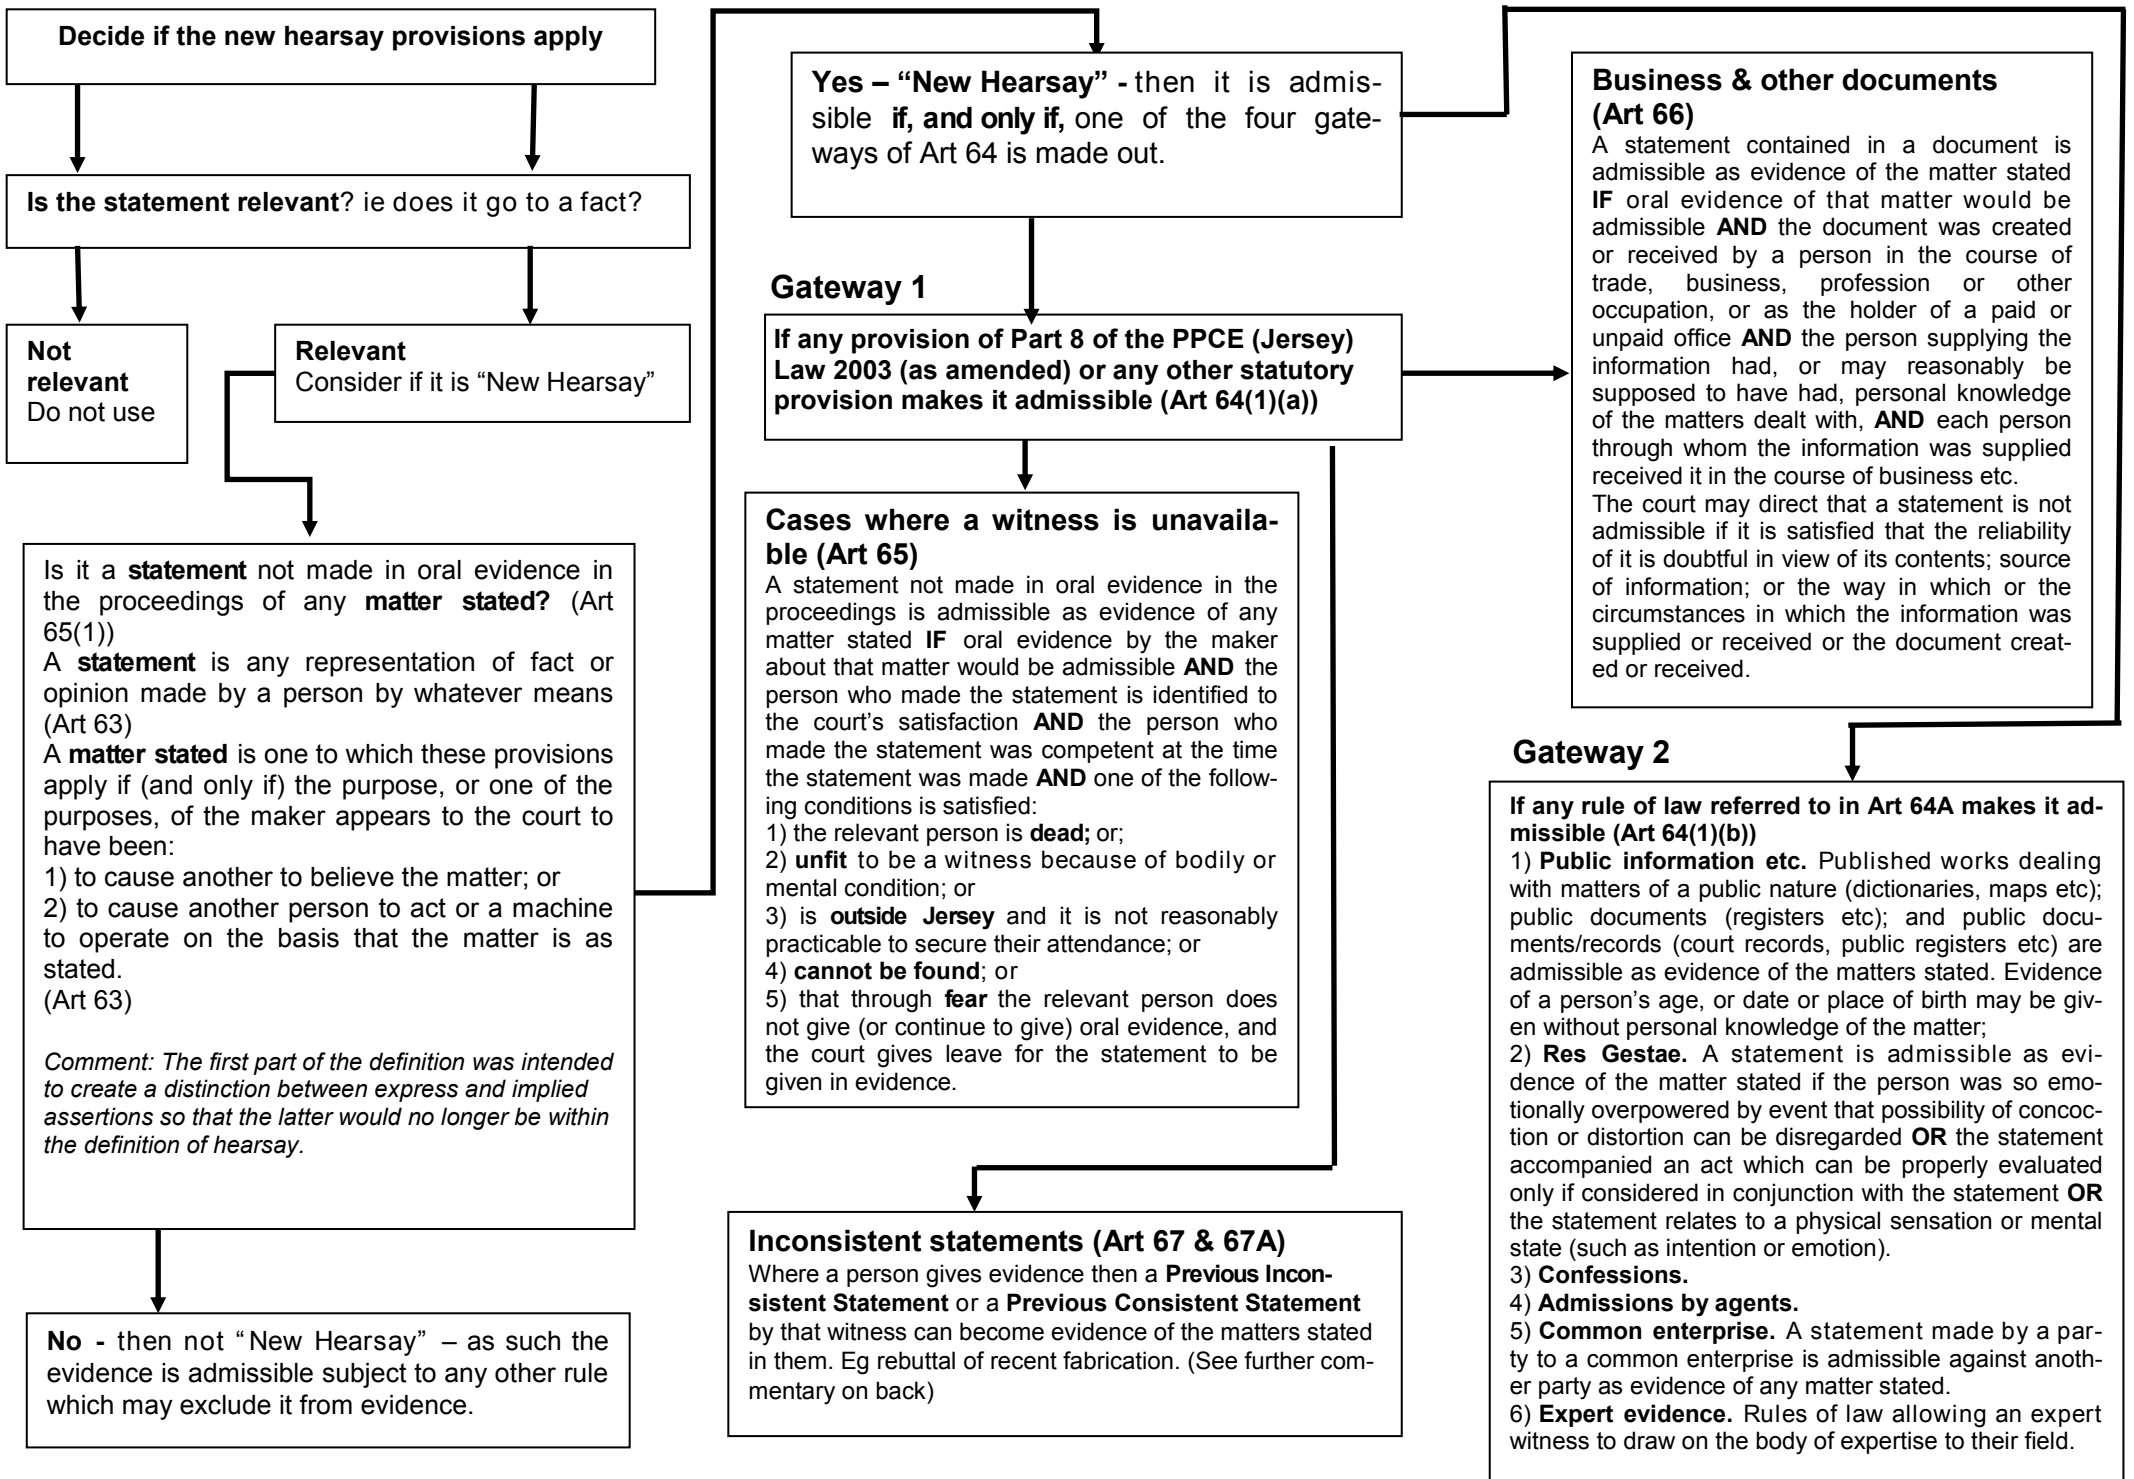 Decide if the new hearsay provisions apply
Is the statement relevant? ie does it go to a fact?
Not
relevant
Do not use
Relevant
Consider if it is “New Hearsay”
Is it a statement not made in oral evidence in
the proceedings of any matter stated? (Art
65(1))
A statement is any representation of fact or
opinion made by a person by whatever means
(Art 63)
A matter stated is one to which these provisions
apply if (and only if) the purpose, or one of the
purposes, of the maker appears to the court to
have been:
1) to cause another to believe the matter; or
2) to cause another person to act or a machine
to operate on the basis that the matter is as
stated.
(Art 63)
Comment: The first part of the definition was intended
to create a distinction between express and implied
assertions so that the latter would no longer be within
the definition of hearsay.
No - then not “New Hearsay” – as such the
evidence is admissible subject to any other rule
which may exclude it from evidence.
Yes – “New Hearsay” - then it is admis-
sible if, and only if, one of the four gate-
ways of Art 64 is made out.
Gateway 1
If any provision of Part 8 of the PPCE (Jersey)
Law 2003 (as amended) or any other statutory
provision makes it admissible (Art 64(1)(a))
Cases where a witness is unavaila-
ble (Art 65)
A statement not made in oral evidence in the
proceedings is admissible as evidence of any
matter stated IF oral evidence by the maker
about that matter would be admissible AND the
person who made the statement is identified to
the court’s satisfaction AND the person who
made the statement was competent at the time
the statement was made AND one of the follow-
ing conditions is satisfied:
1) the relevant person is dead; or;
2) unfit to be a witness because of bodily or
mental condition; or
3) is outside Jersey and it is not reasonably
practicable to secure their attendance; or
4) cannot be found; or
5) that through fear the relevant person does
not give (or continue to give) oral evidence, and
the court gives leave for the statement to be
given in evidence.
Inconsistent statements (Art 67 & 67A)
Where a person gives evidence then a Previous Incon-
sistent Statement or a Previous Consistent Statement
by that witness can become evidence of the matters stated
in them. Eg rebuttal of recent fabrication. (See further com-
mentary on back)
Business & other documents
(Art 66)
A statement contained in a document is
admissible as evidence of the matter stated
IF oral evidence of that matter would be
admissible AND the document was created
or received by a person in the course of
trade, business, profession or other
occupation, or as the holder of a paid or
unpaid office AND the person supplying the
information had, or may reasonably be
supposed to have had, personal knowledge
of the matters dealt with, AND each person
through whom the information was supplied
received it in the course of business etc.
The court may direct that a statement is not
admissible if it is satisfied that the reliability
of it is doubtful in view of its contents; source
of information; or the way in which or the
circumstances in which the information was
supplied or received or the document creat-
ed or received.
Gateway 2
If any rule of law referred to in Art 64A makes it ad-
missible (Art 64(1)(b))
1) Public information etc. Published works dealing
with matters of a public nature (dictionaries, maps etc);
public documents (registers etc); and public docu-
ments/records (court records, public registers etc) are
admissible as evidence of the matters stated. Evidence
of a person’s age, or date or place of birth may be giv-
en without personal knowledge of the matter;
2) Res Gestae. A statement is admissible as evi-
dence of the matter stated if the person was so emo-
tionally overpowered by event that possibility of concoc-
tion or distortion can be disregarded OR the statement
accompanied an act which can be properly evaluated
only if considered in conjunction with the statement OR
the statement relates to a physical sensation or mental
state (such as intention or emotion).
3) Confessions.
4) Admissions by agents.
5) Common enterprise. A statement made by a par-
ty to a common enterprise is admissible against anoth-
er party as evidence of any matter stated.
6) Expert evidence. Rules of law allowing an expert
witness to draw on the body of expertise to their field.